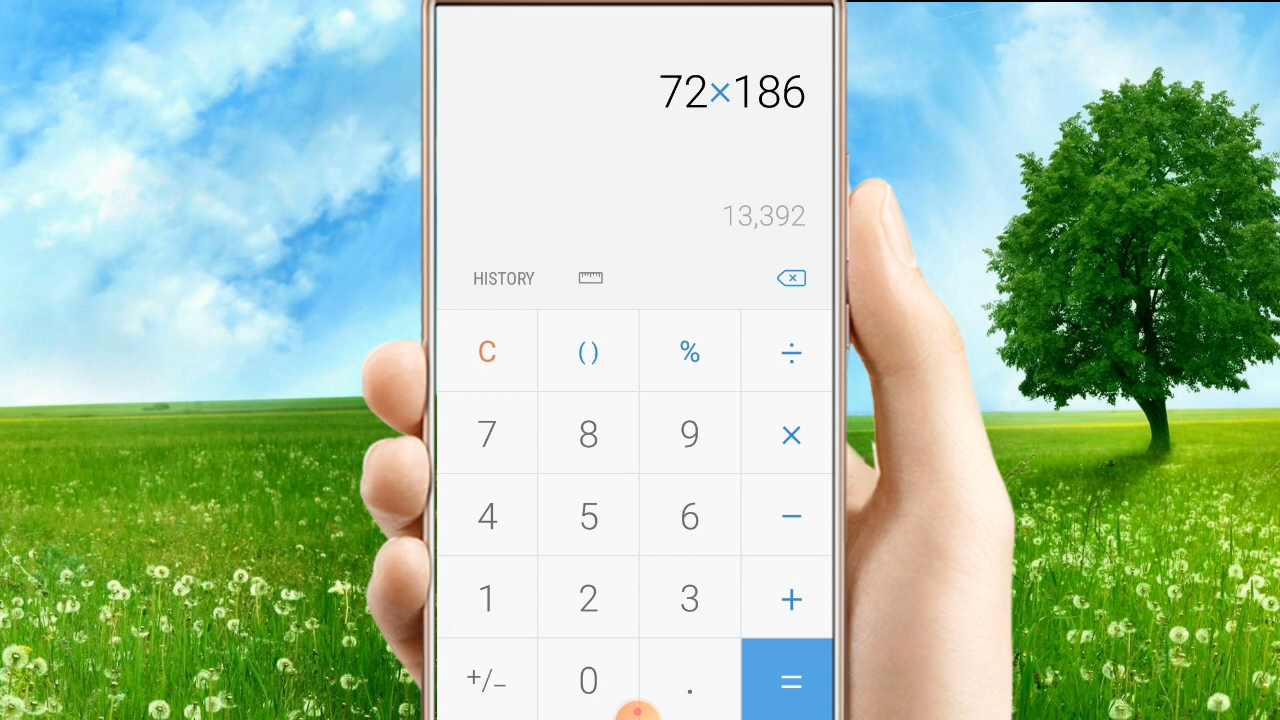 72×186
13,392
HISTORY
C () % ÷
7 8 9 ×
4 5 6 −
1 2 3 +
+/− 0 . =